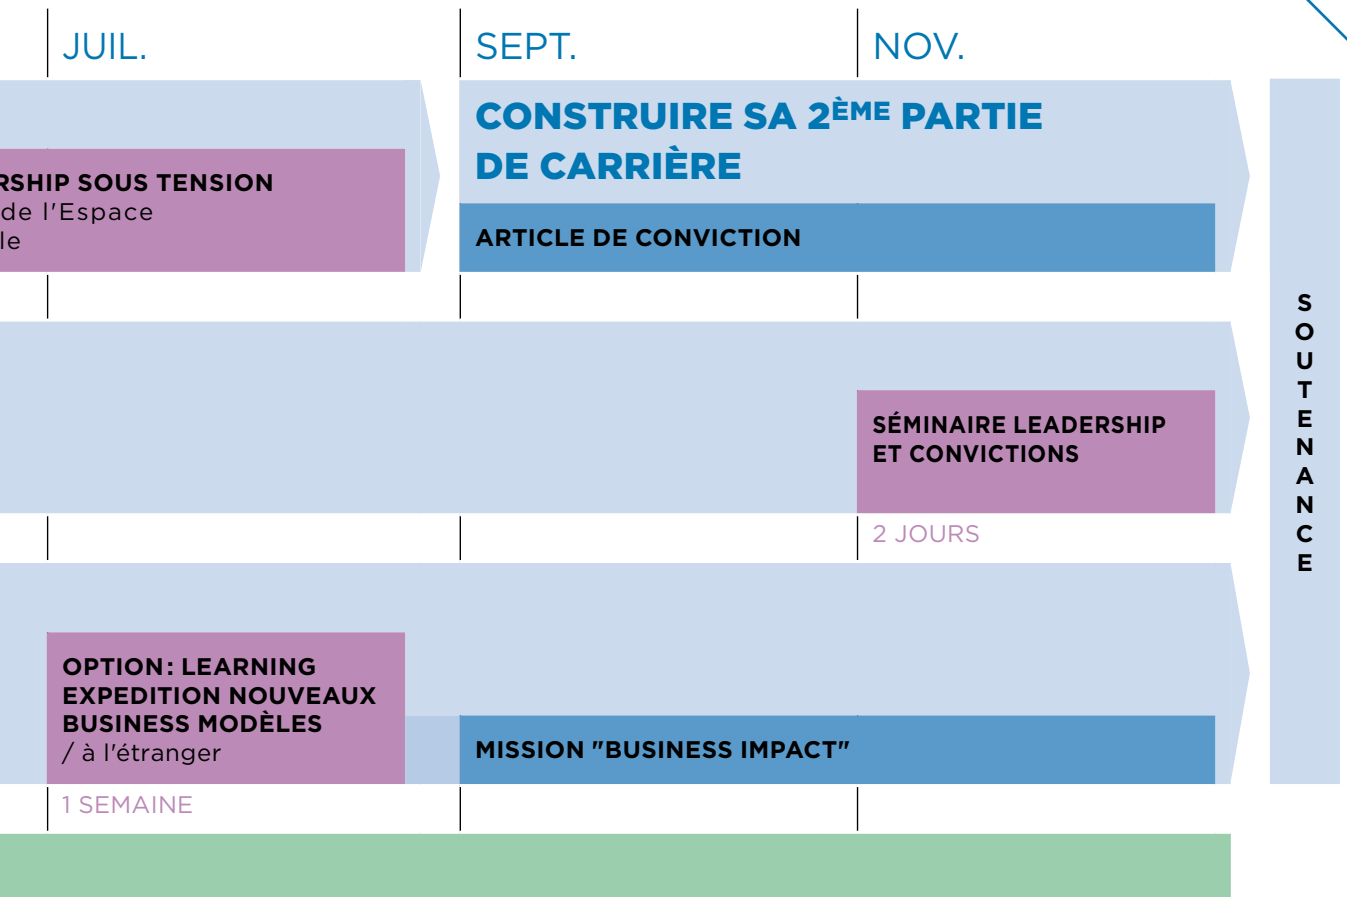 JUIL.
SEPT.
NOV.
CONSTRUIRE SA 2ÈME PARTIE
DE CARRIÈRE
RSHIP SOUS TENSION
de l'Espace
le
ARTICLE DE CONVICTION
SÉMINAIRE LEADERSHIP
ET CONVICTIONS
2 JOURS
OPTION : LEARNING
EXPEDITION NOUVEAUX
BUSINESS MODÈLES
/ à l'étranger
1 SEMAINE
MISSION "BUSINESS IMPACT"
SOUTENANCE